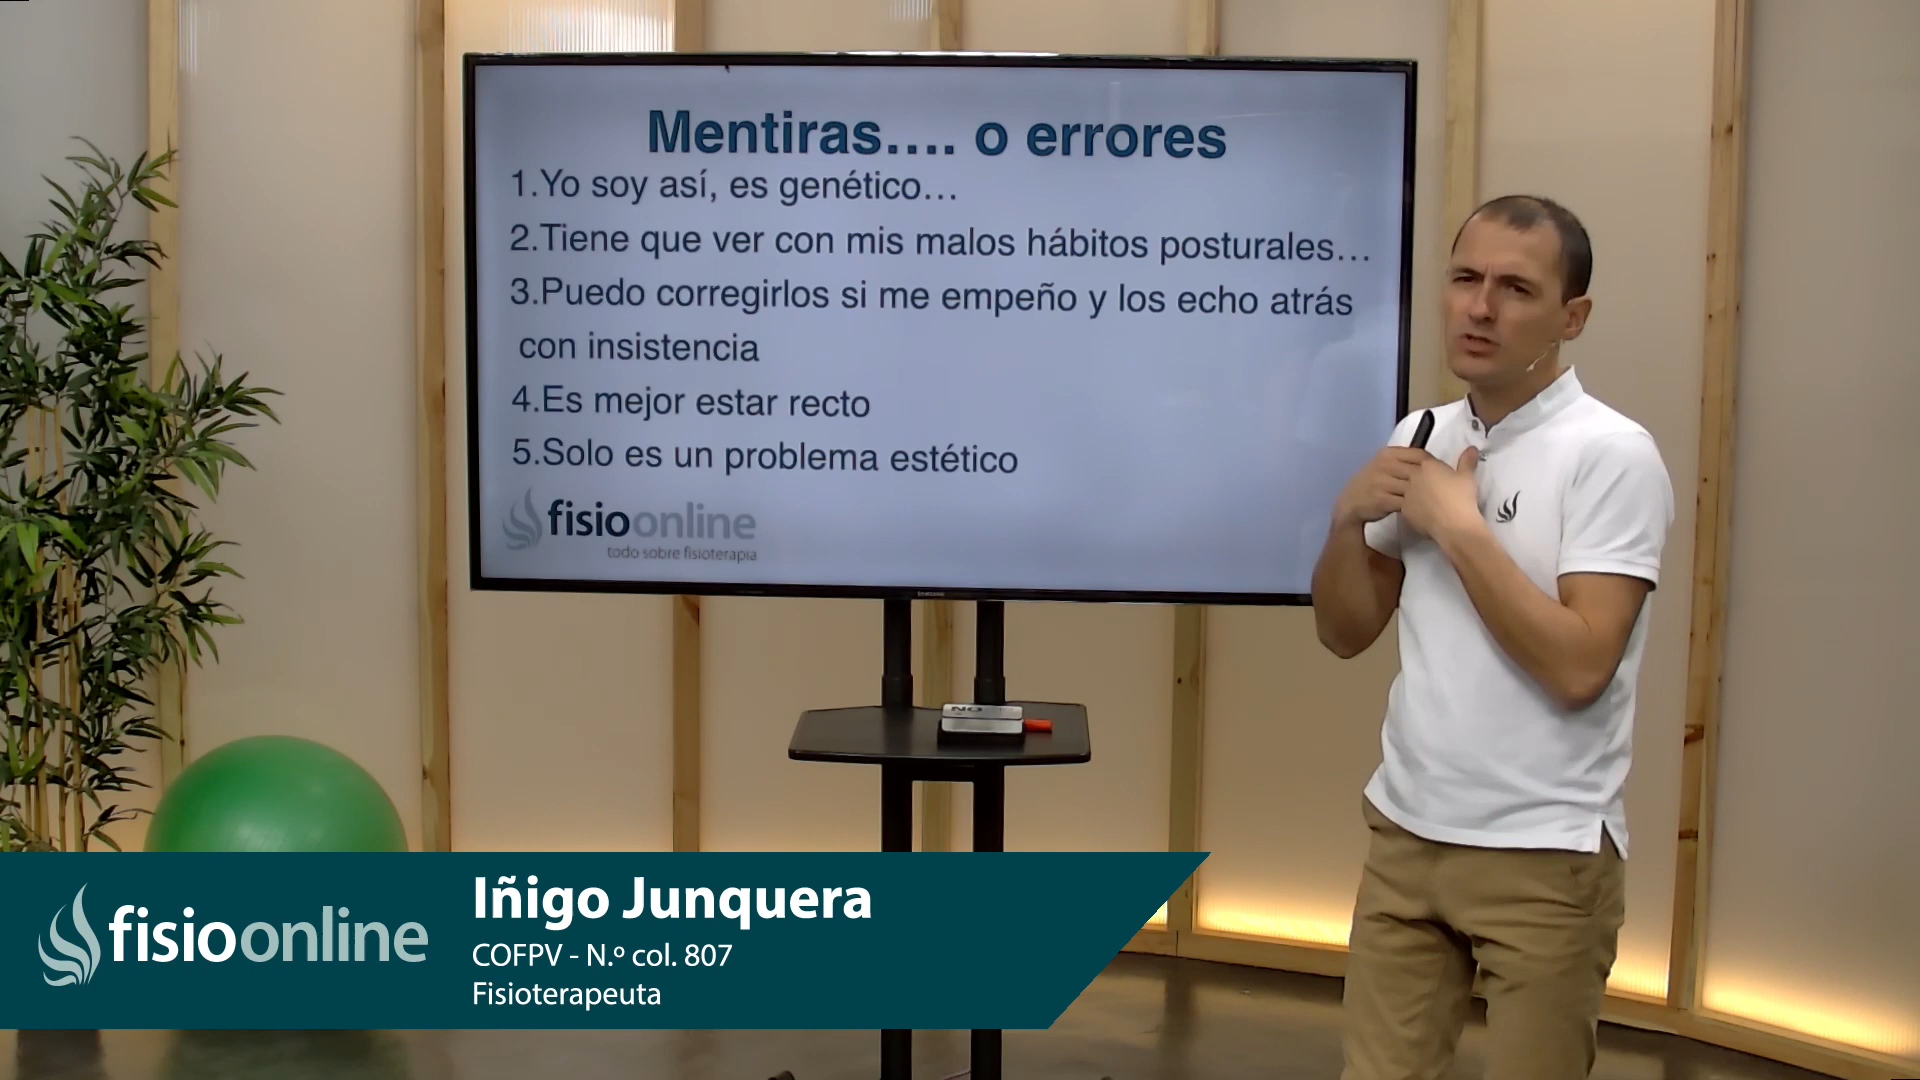 Mentiras.... o errores
1.Yo soy así, es genético...
2.Tiene que ver con mis malos hábitos posturales...
3.Puedo corregirlos si me empeño y los echo atrás
con insistencia
4.Es mejor estar recto
5.Solo es un problema estético
fisioonline
todo sobre fisioterapia
SAMSUNG
NO
fisioonline
Iñigo Junquera
COFPV - N.º col. 807
Fisioterapeuta